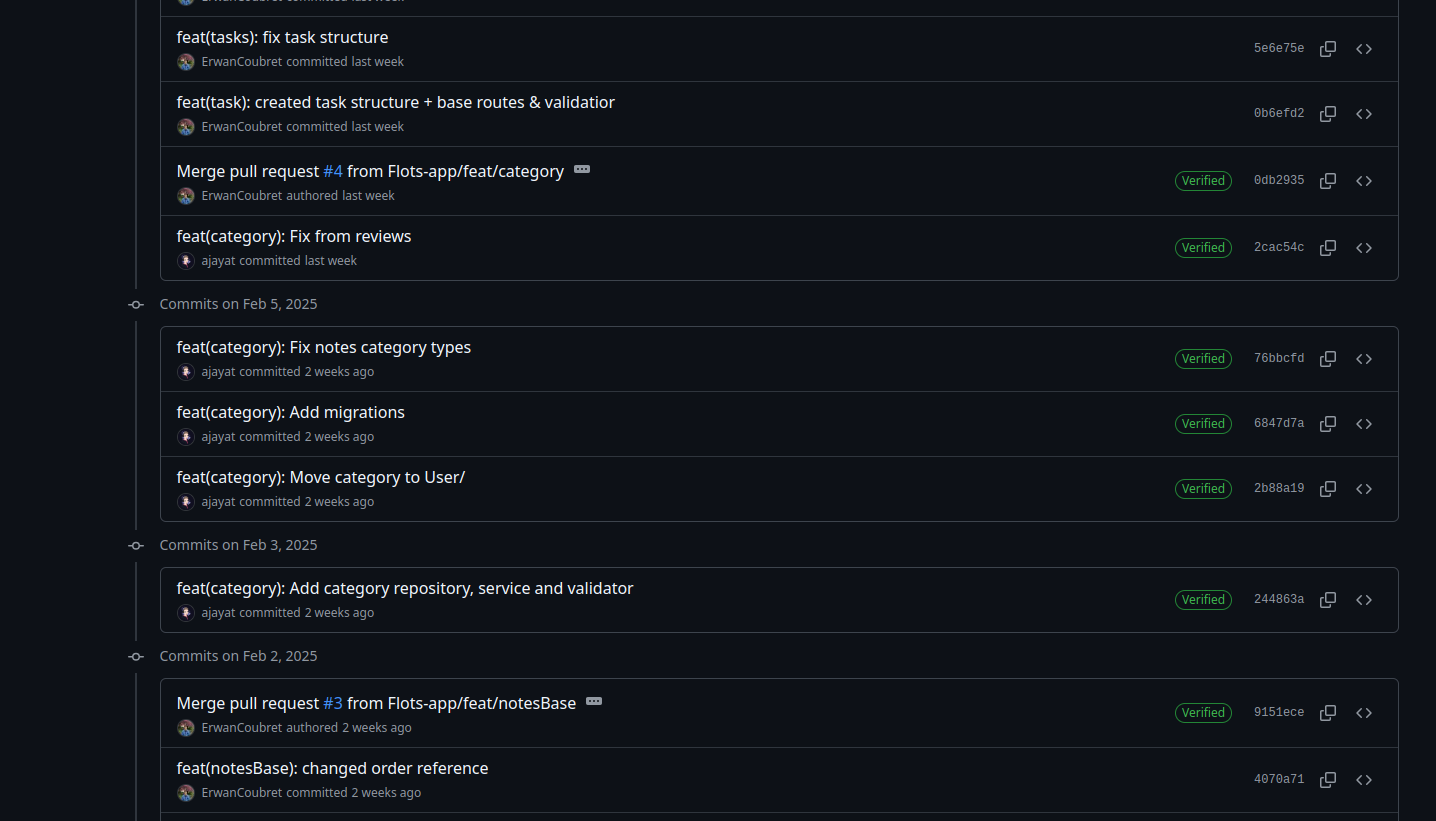 ErwanCoubret committed last week
feat(tasks): fix task structure
ErwanCoubret committed last week
5e6e75e
feat(task): created task structure + base routes & validatior
ErwanCoubret committed last week
0b6efd2
Merge pull request #4 from Flots-app/feat/category
ErwanCoubret authored last week
Verified
0db2935
feat(category): Fix from reviews
ajayat committed last week
Verified
2cac54c
Commits on Feb 5, 2025
feat(category): Fix notes category types
ajayat committed 2 weeks ago
Verified
76bbcfd
feat(category): Add migrations
ajayat committed 2 weeks ago
Verified
6847d7a
feat(category): Move category to User/
ajayat committed 2 weeks ago
Verified
2b88a19
Commits on Feb 3, 2025
feat(category): Add category repository, service and validator
ajayat committed 2 weeks ago
Verified
244863a
Commits on Feb 2, 2025
Merge pull request #3 from Flots-app/feat/notesBase
ErwanCoubret authored 2 weeks ago
Verified
9151ece
feat(notesBase): changed order reference
ErwanCoubret committed 2 weeks ago
4070a71